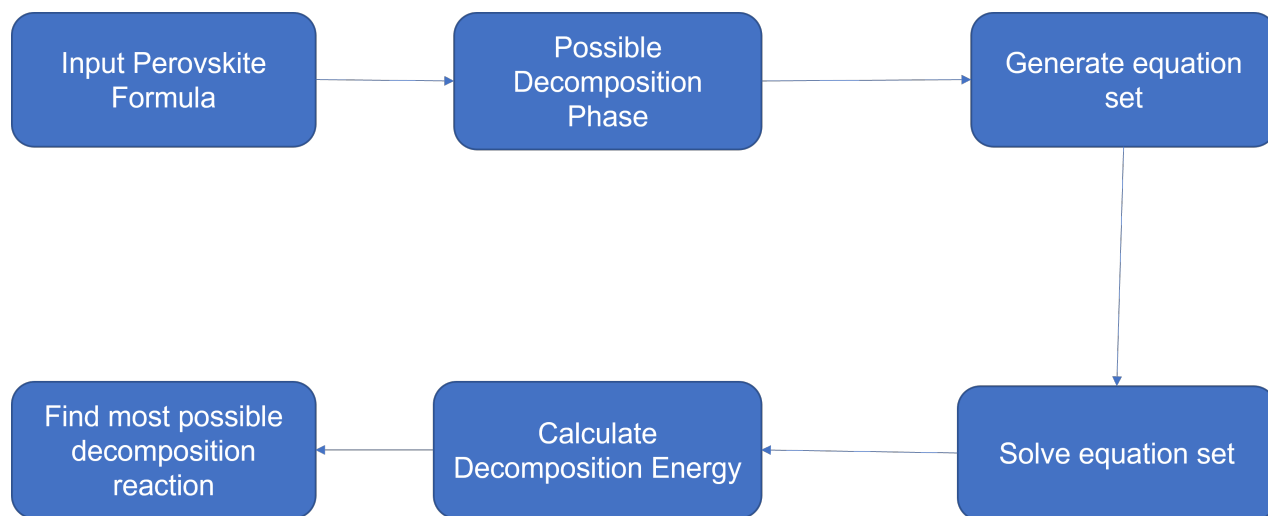 Input Perovskite
Formula
Possible
Decomposition
Phase
Generate equation
set
Solve equation set
Calculate
Decomposition Energy
Find most possible
decomposition
reaction